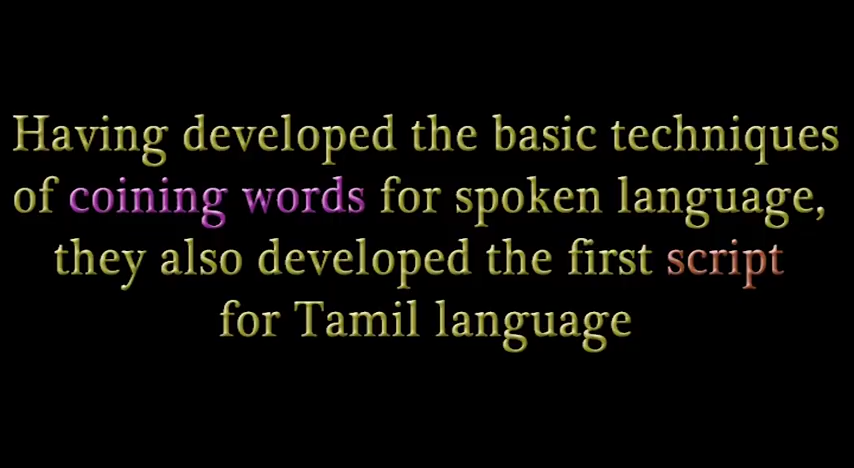 Having developed the basic techniques
of coining words for spoken language,
they also developed the first script
for Tamil language